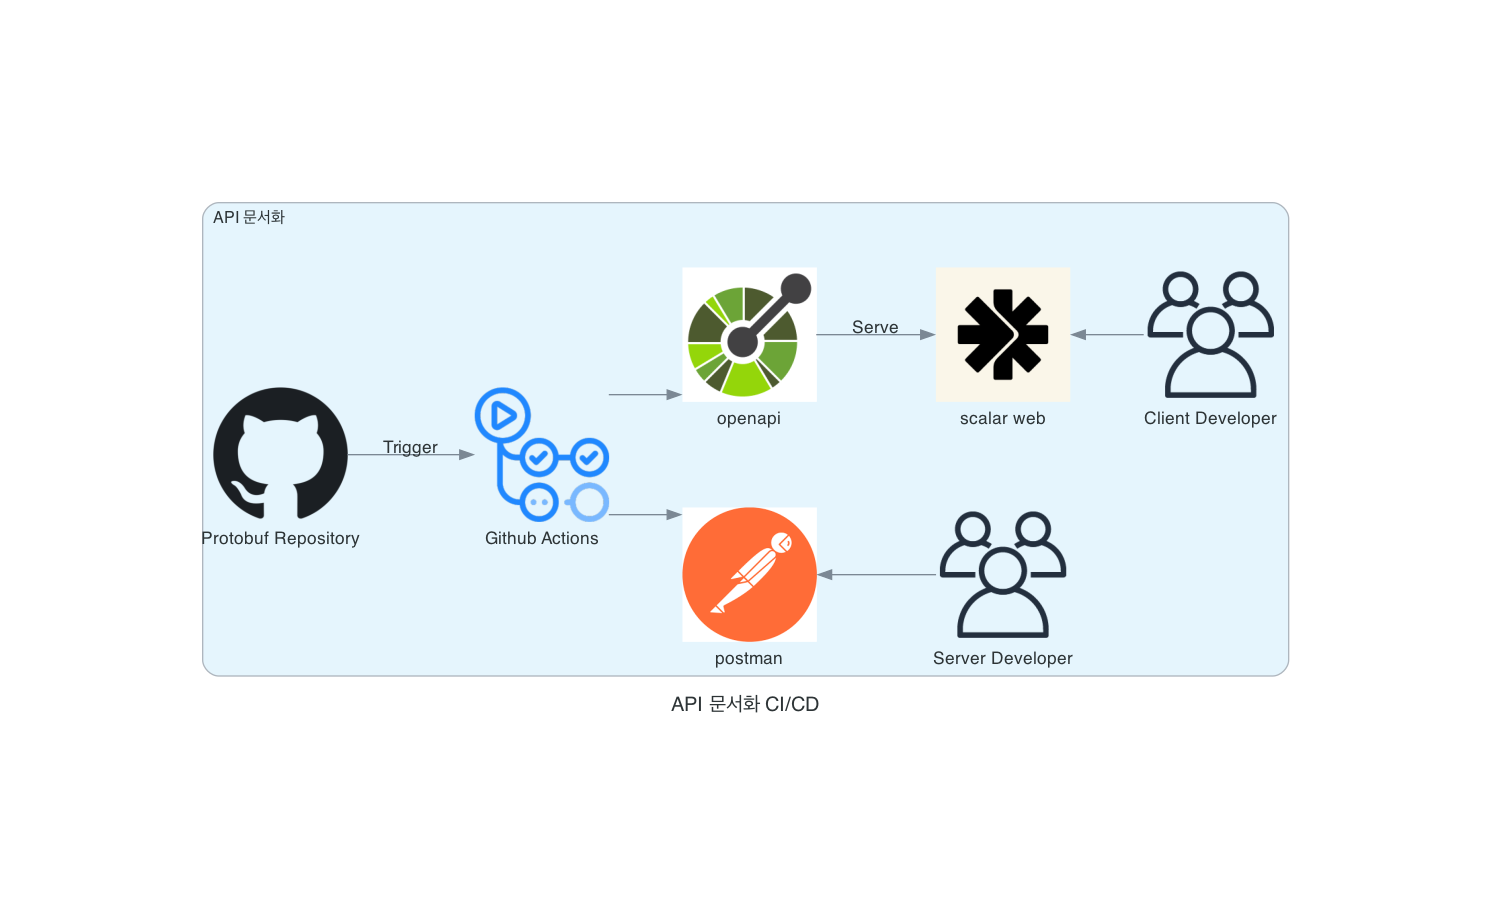 API 문서화
Serve
openapi
scalar web
Client Developer
Trigger
Protobuf Repository
Github Actions
postman
Server Developer
API 문서화 CI/CD